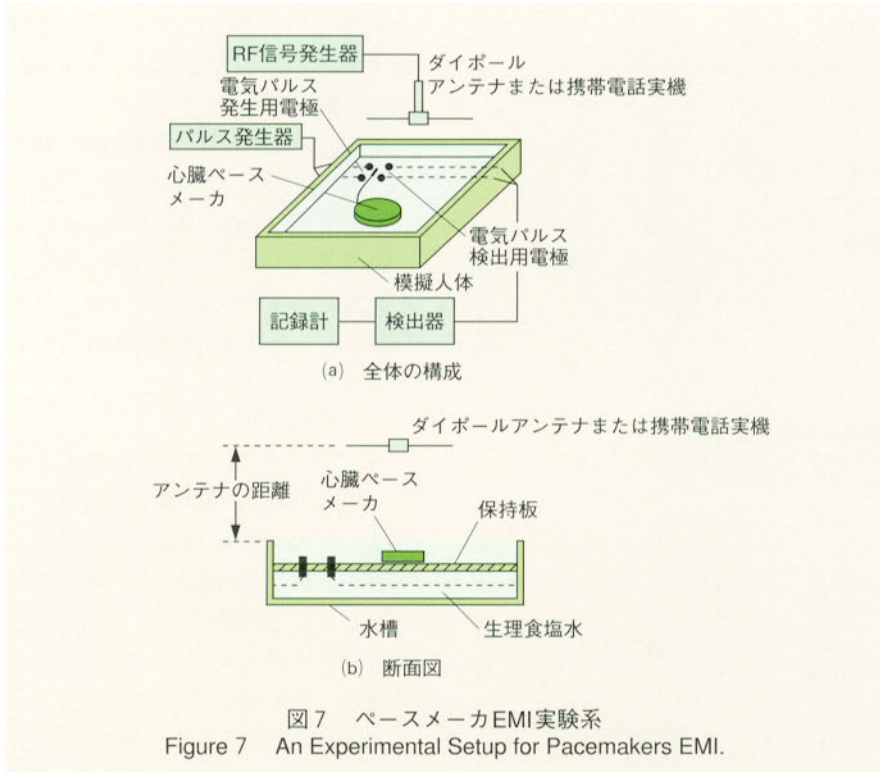 RF信号発生器
ダイポール
アンテナまたは携帯電話実機
電気パルス
発生用電極
パルス発生器
心臓ペース
メーカ
電気パルス
検出用電極
模擬人体
記録計
検出器
(a) 全体の構成
ダイポールアンテナまたは携帯電話実機
アンテナの距離
心臓ペース
メーカ
保持板
水槽
生理食塩水
(b) 断面図
図7 ペースメーカEMI実験系
Figure 7 An Experimental Setup for Pacemakers EMI.